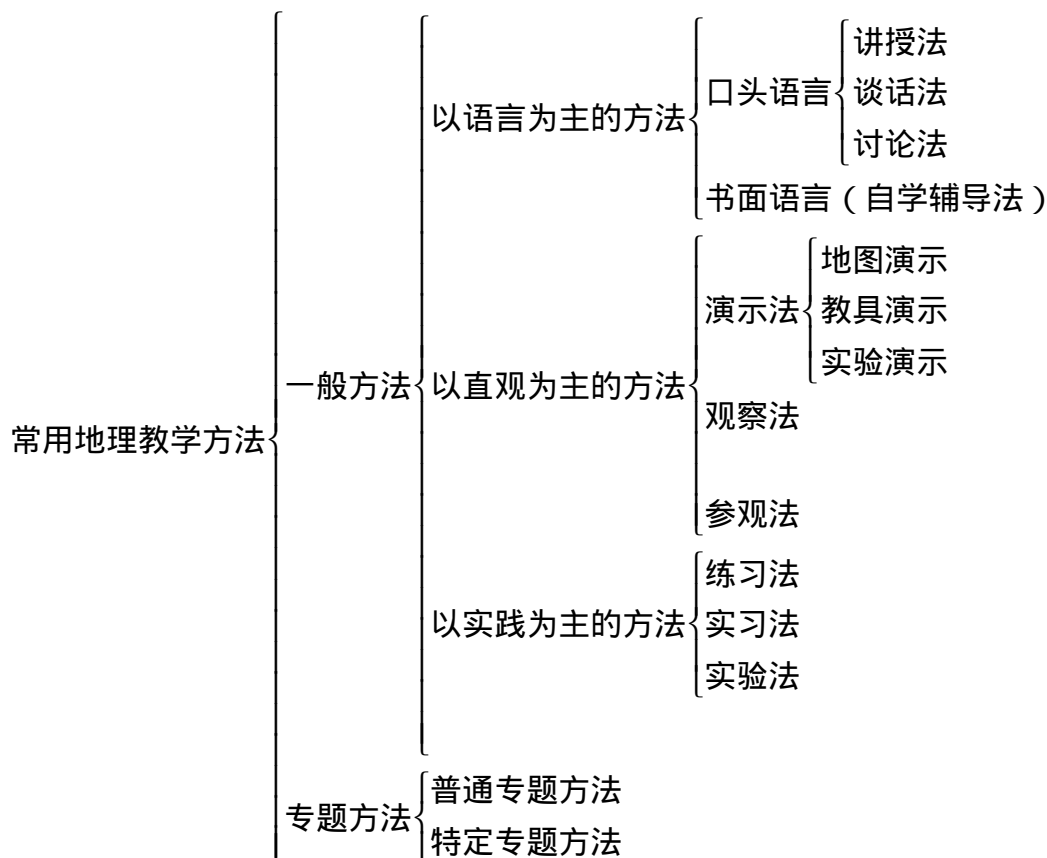 讲授法
口头语言 谈话法
以语言为主的方法
讨论法
书面语言（自学辅导法）
地图演示
演示法 教具演示
实验演示
一般方法 以直观为主的方法
观察法
常用地理教学方法
参观法
练习法
以实践为主的方法 实习法
实验法
普通专题方法
专题方法
特定专题方法